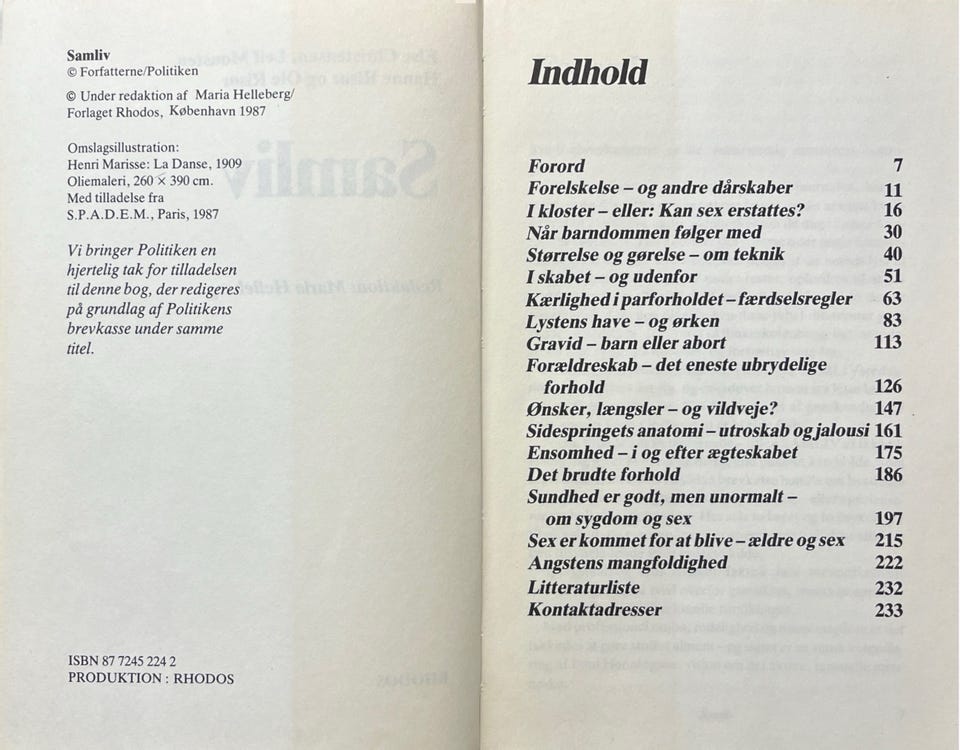 Samliv
© Forfatterne/Politiken
© Under redaktion af Maria Helleberg/
Forlaget Rhodos, København 1987
Omslagsillustration:
Henri Marisse: La Danse, 1909
Oliemaleri, 260 × 390 cm.
Med tilladelse fra
S.P.A.D.E.M., Paris, 1987
Vi bringer Politiken en
hjertelig tak for tilladelsen
til denne bog, der redigeres
på grundlag af Politikens
brevkasse under samme
titel.
ISBN 87 7245 224 2
PRODUKTION : RHODOS
Indhold
Forord 7
Forelskelse – og andre dårskaber 11
I kloster – eller: Kan sex erstattes? 16
Når barndommen følger med 30
Størrelse og gørelse – om teknik 40
I skabet – og udenfor 51
Kærlighed i parforholdet – færdselsregler 63
Lystens have – og ørken 83
Gravid – barn eller abort 113
Forældreskab – det eneste ubrydelige
forhold 126
Ønsker, længsler – og vildveje? 147
Sidespringets anatomi – utroskab og jalousi 161
Ensomhed – i og efter ægteskabet 175
Det brudte forhold 186
Sundhed er godt, men unormalt –
om sygdom og sex 197
Sex er kommet for at blive – ældre og sex 215
Angstens mangfoldighed 222
Litteraturliste 232
Kontaktadresser 233